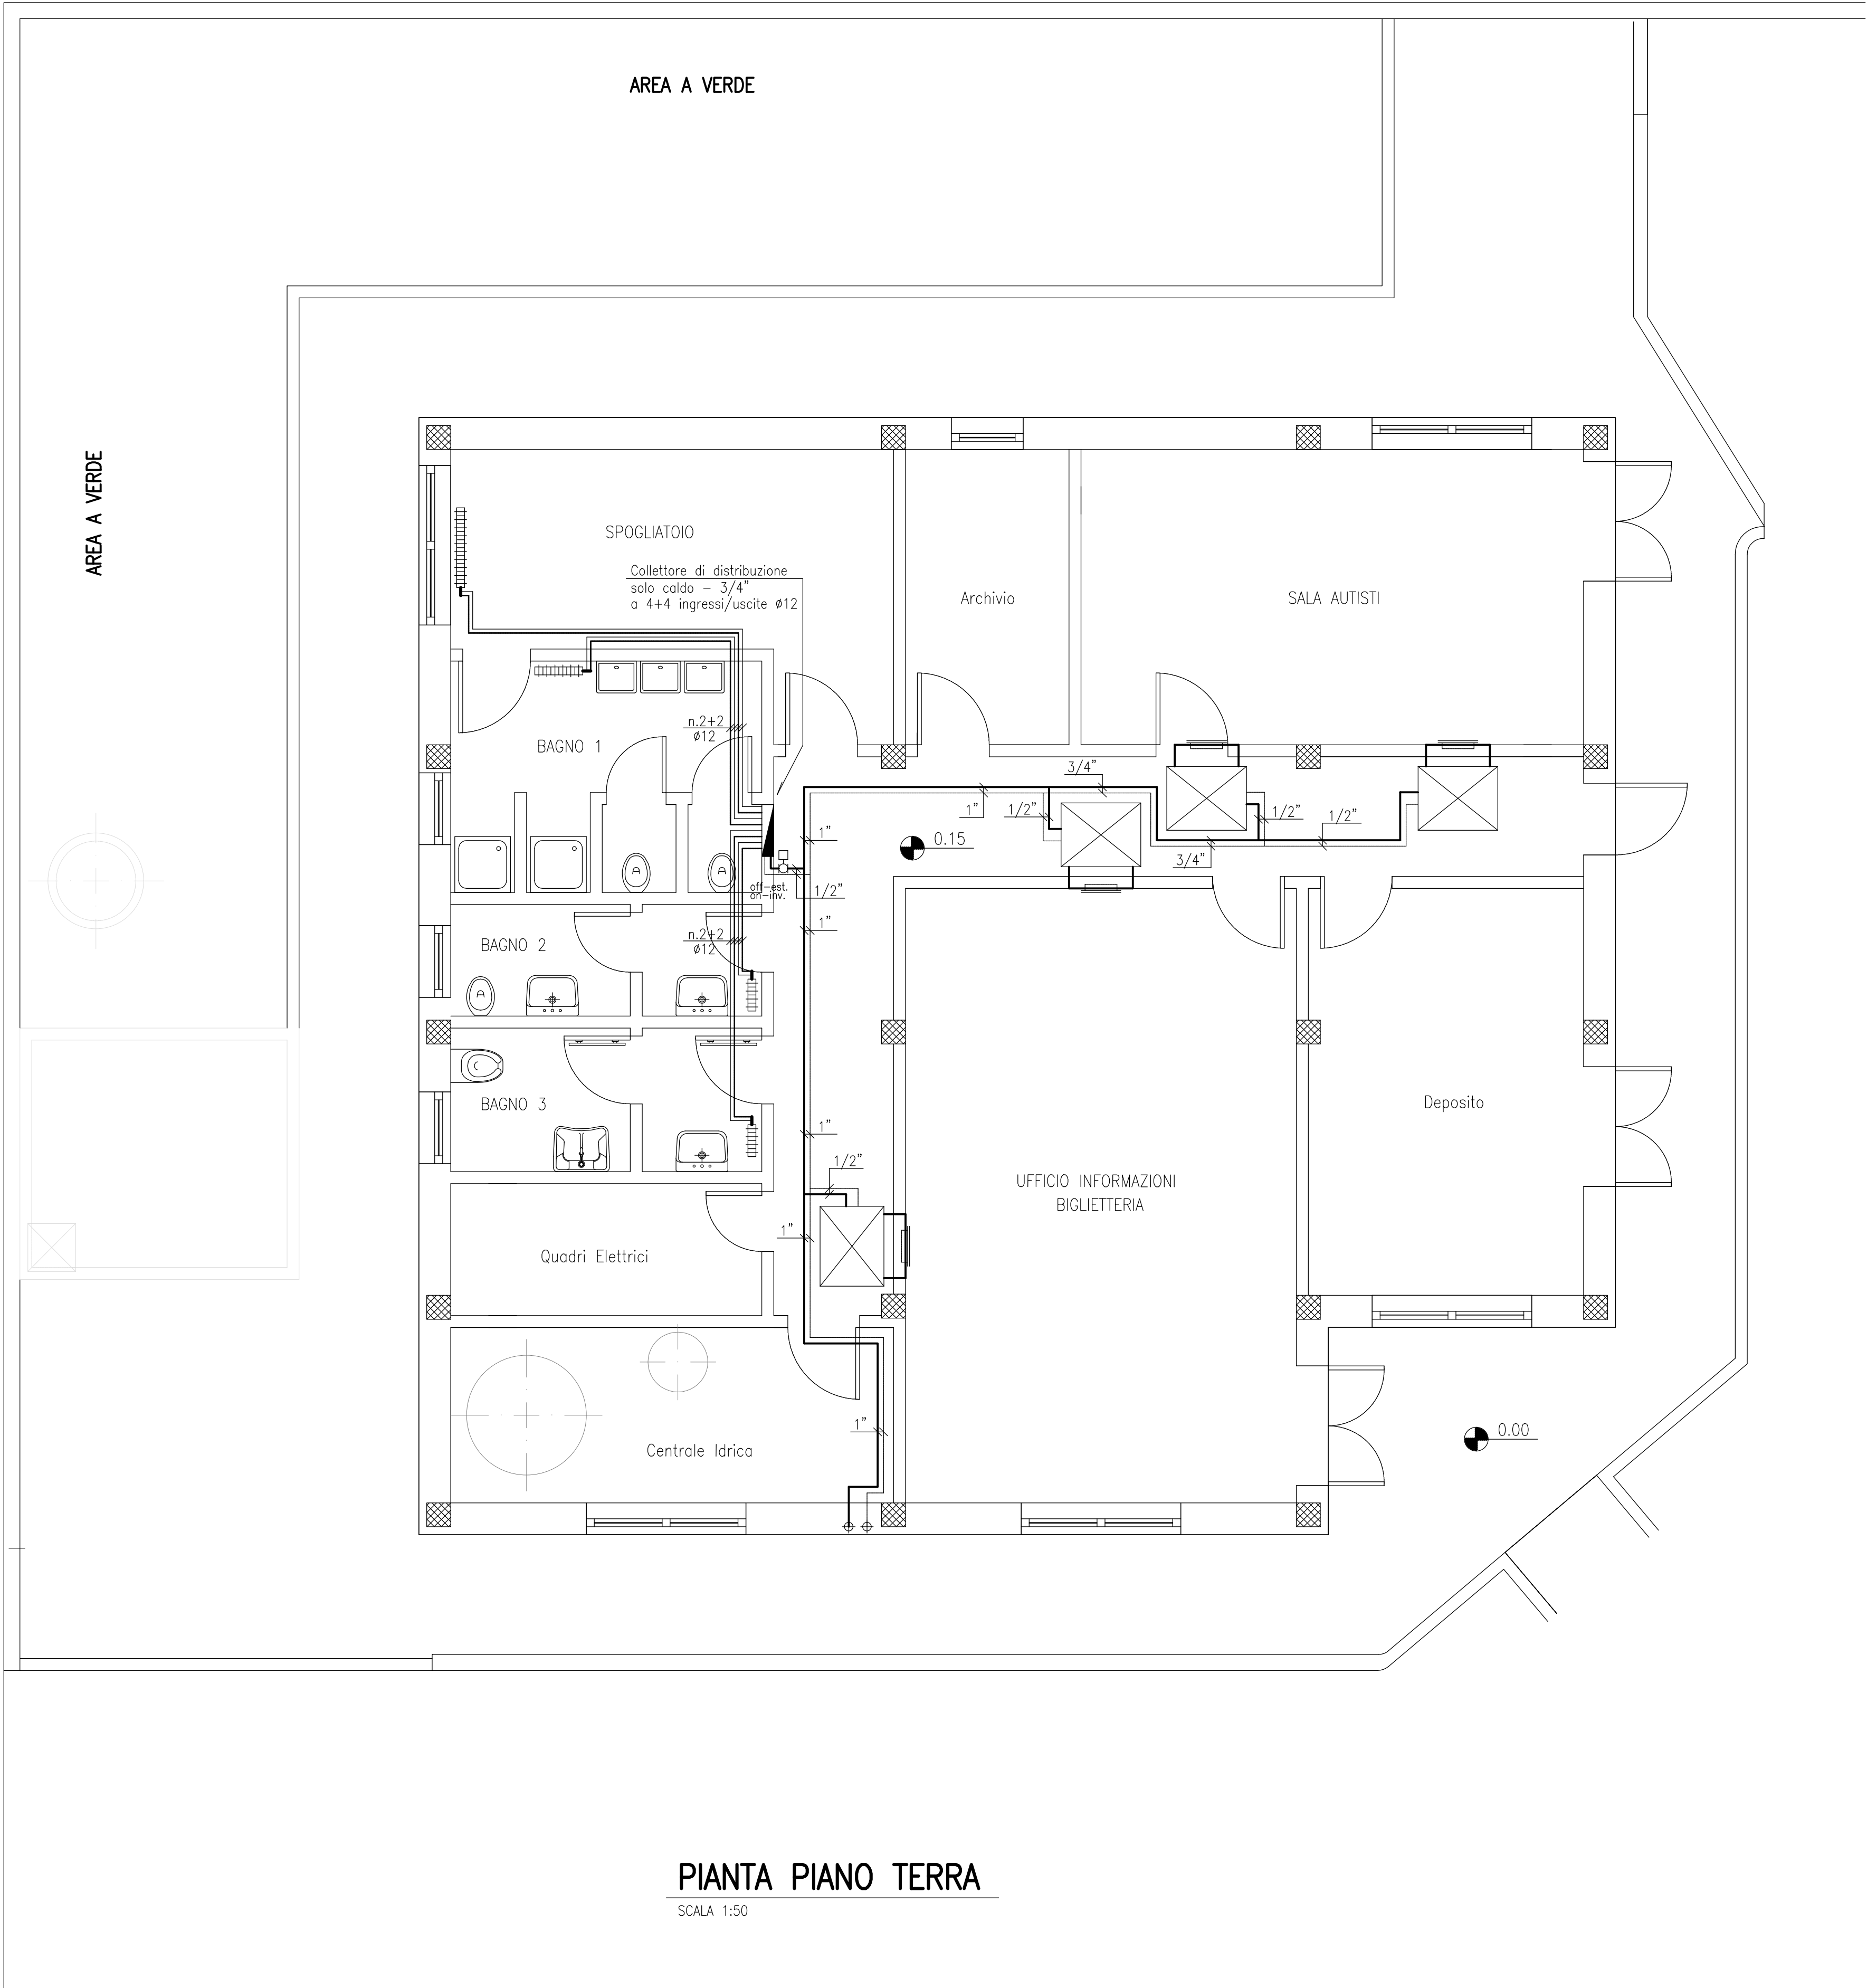 AREA A VERDE
AREA A VERDE
SPOGLIATOIO
Collettore di distribuzione
solo caldo - 3/4"
a 4+4 ingressi/uscite ø12
Archivio
SALA AUTISTI
n.2+2
ø12
BAGNO 1
3/4"
1"
1/2"
1/2"
1/2"
1"
0.15
3/4"
off-est.
on-inv.
1/2"
1"
n.2+2
ø12
BAGNO 2
BAGNO 3
1"
Deposito
1/2"
UFFICIO INFORMAZIONI
BIGLIETTERIA
1"
Quadri Elettrici
1"
Centrale Idrica
0.00
PIANTA PIANO TERRA
SCALA 1:50